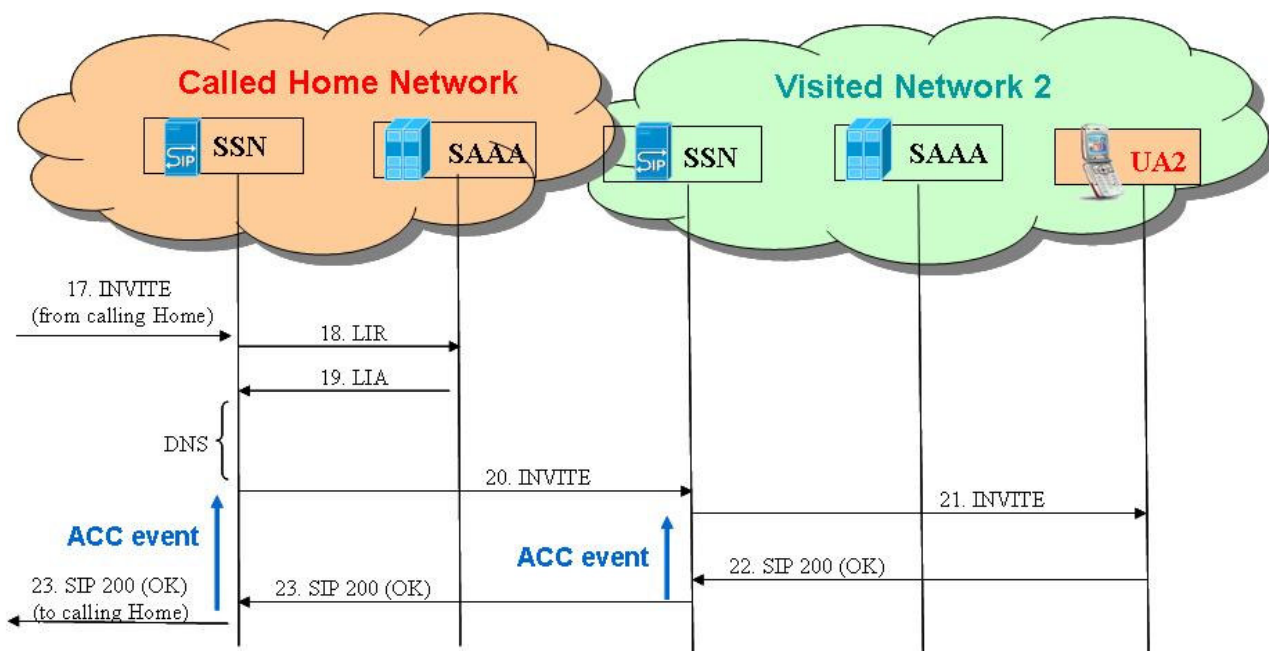 Called Home Network
Visited Network 2
SIP SSN
SAAA
SIP SSN
SAAA
UA2
17. INVITE
(from calling Home)
18. LIR
19. LIA
DNS
20. INVITE
21. INVITE
ACC event
ACC event
22. SIP 200 (OK)
23. SIP 200 (OK)
(to calling Home)
23. SIP 200 (OK)